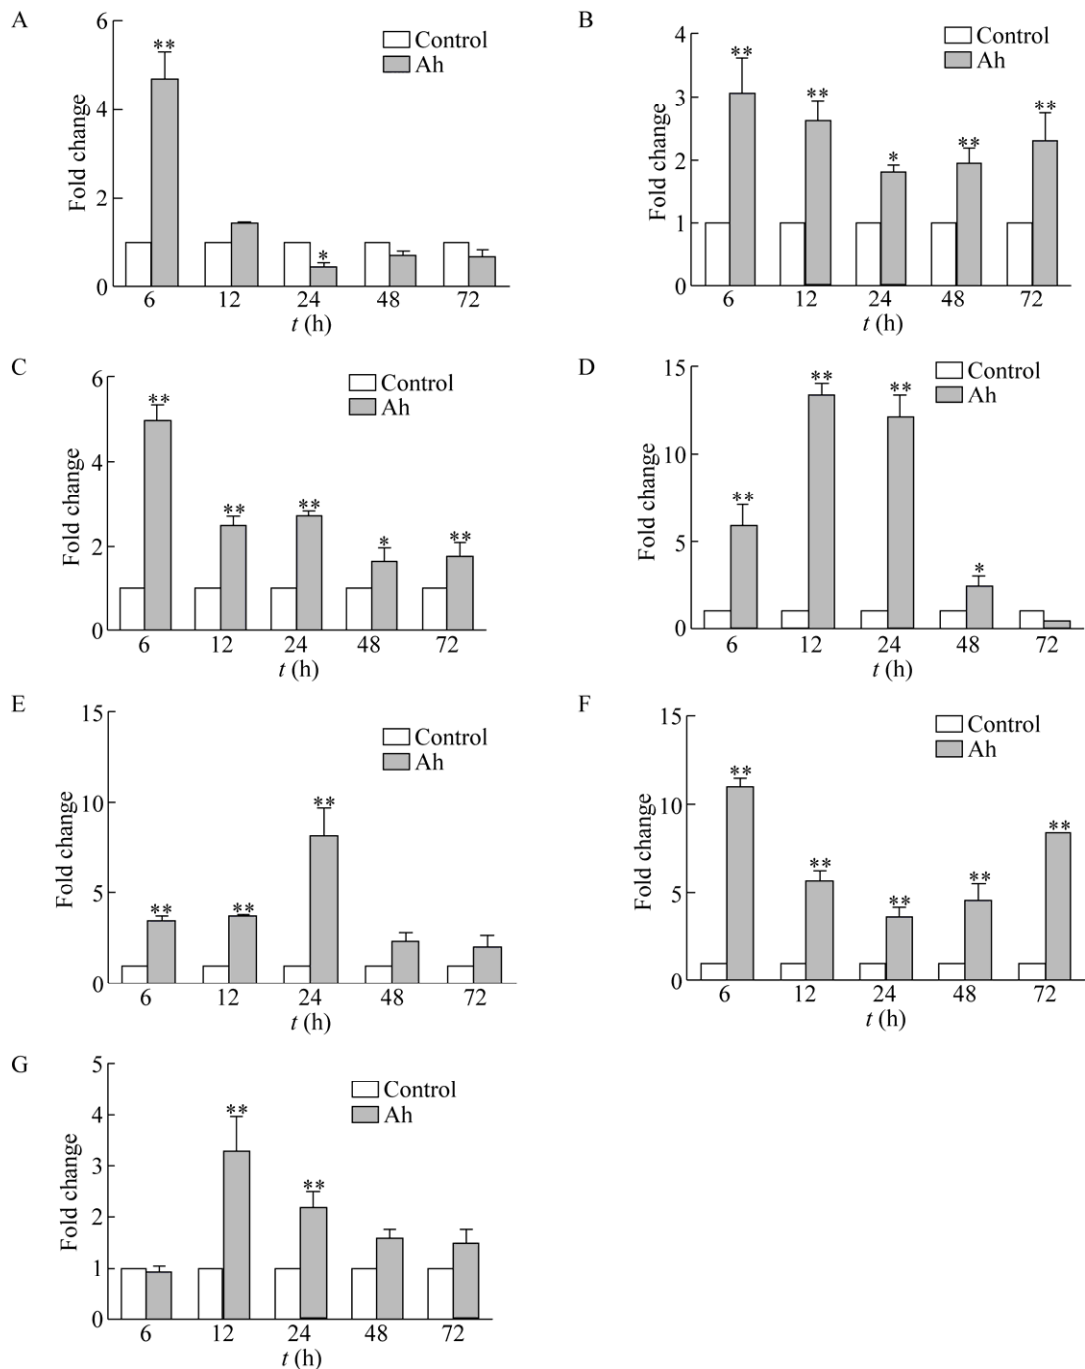 A
Fold change
6
4
2
0
**
*
Control
Ah
6 12 24 48 72
t (h)
B
Fold change
4
3
2
1
0
**
**
*
**
**
Control
Ah
6 12 24 48 72
t (h)
C
Fold change
6
4
2
0
**
**
**
*
**
Control
Ah
6 12 24 48 72
t (h)
D
Fold change
15
10
5
0
**
**
**
*
Control
Ah
6 12 24 48 72
t (h)
E
Fold change
15
10
5
0
**
**
**
Control
Ah
6 12 24 48 72
t (h)
F
Fold change
15
10
5
0
**
**
**
**
**
Control
Ah
6 12 24 48 72
t (h)
G
Fold change
5
4
3
2
1
0
**
**
Control
Ah
6 12 24 48 72
t (h)